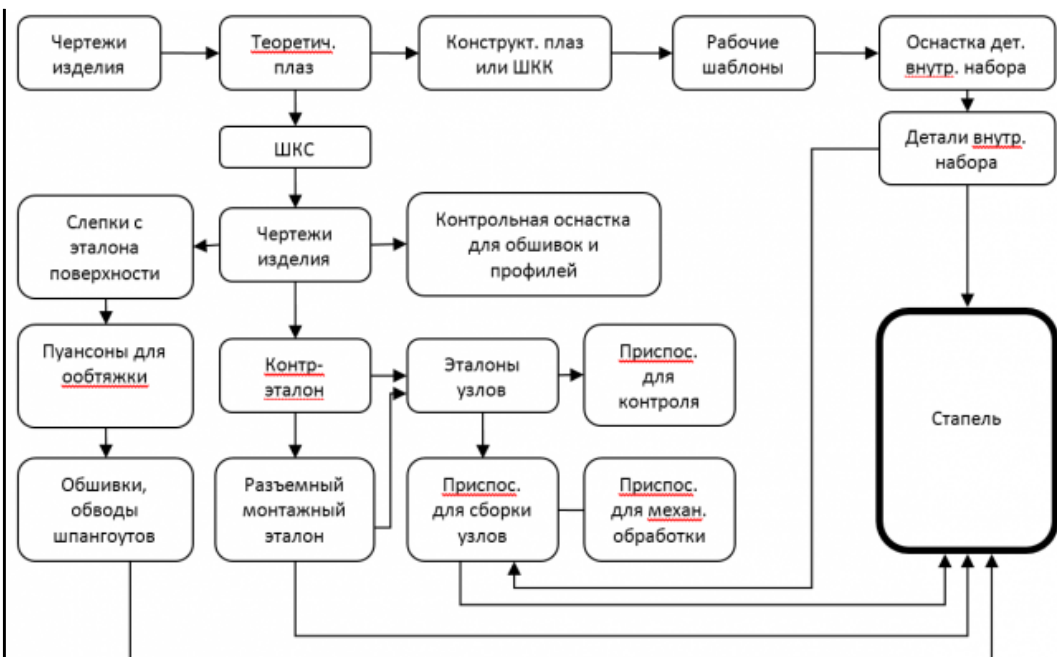 Чертежи
изделия
Теоретич.
плаз
Конструкт. плаз
или ШКК
Рабочие
шаблоны
Оснастка дет.
внутр. набора
Детали внутр.
набора
ШКС
Слепки с
эталона
поверхности
Чертежи
изделия
Контрольная оснастка
для обшивок и
профилей
Пуансоны для
ообтяжки
Контр-
эталон
Эталоны
узлов
Приспос.
для
контроля
Стапель
Обшивки,
обводы
шпангоутов
Разъемный
монтажный
эталон
Приспос.
для сборки
узлов
Приспос.
для механ.
обработки